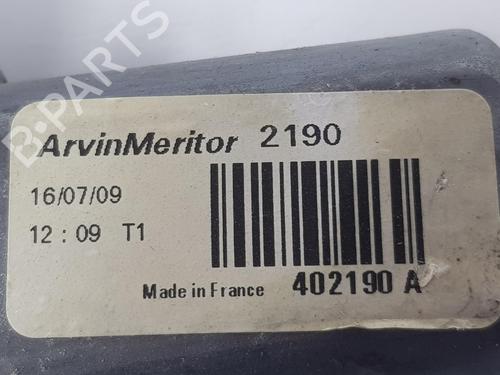 ArvinMeritor 2190
16/07/09
12 : 09 T1
Made in France 402190 A
B-PARTS